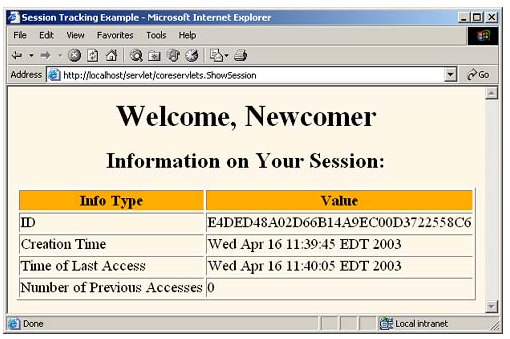 Session Tracking Example - Microsoft Internet Explorer
File Edit View Favorites Tools Help
Address http://localhost/servlet/coreservlets.ShowSession Go
Welcome, Newcomer
Information on Your Session:
Info Type Value
ID E4DED48A02D66B14A9EC00D3722558C6
Creation Time Wed Apr 16 11:39:45 EDT 2003
Time of Last Access Wed Apr 16 11:40:05 EDT 2003
Number of Previous Accesses 0
Done Local intranet